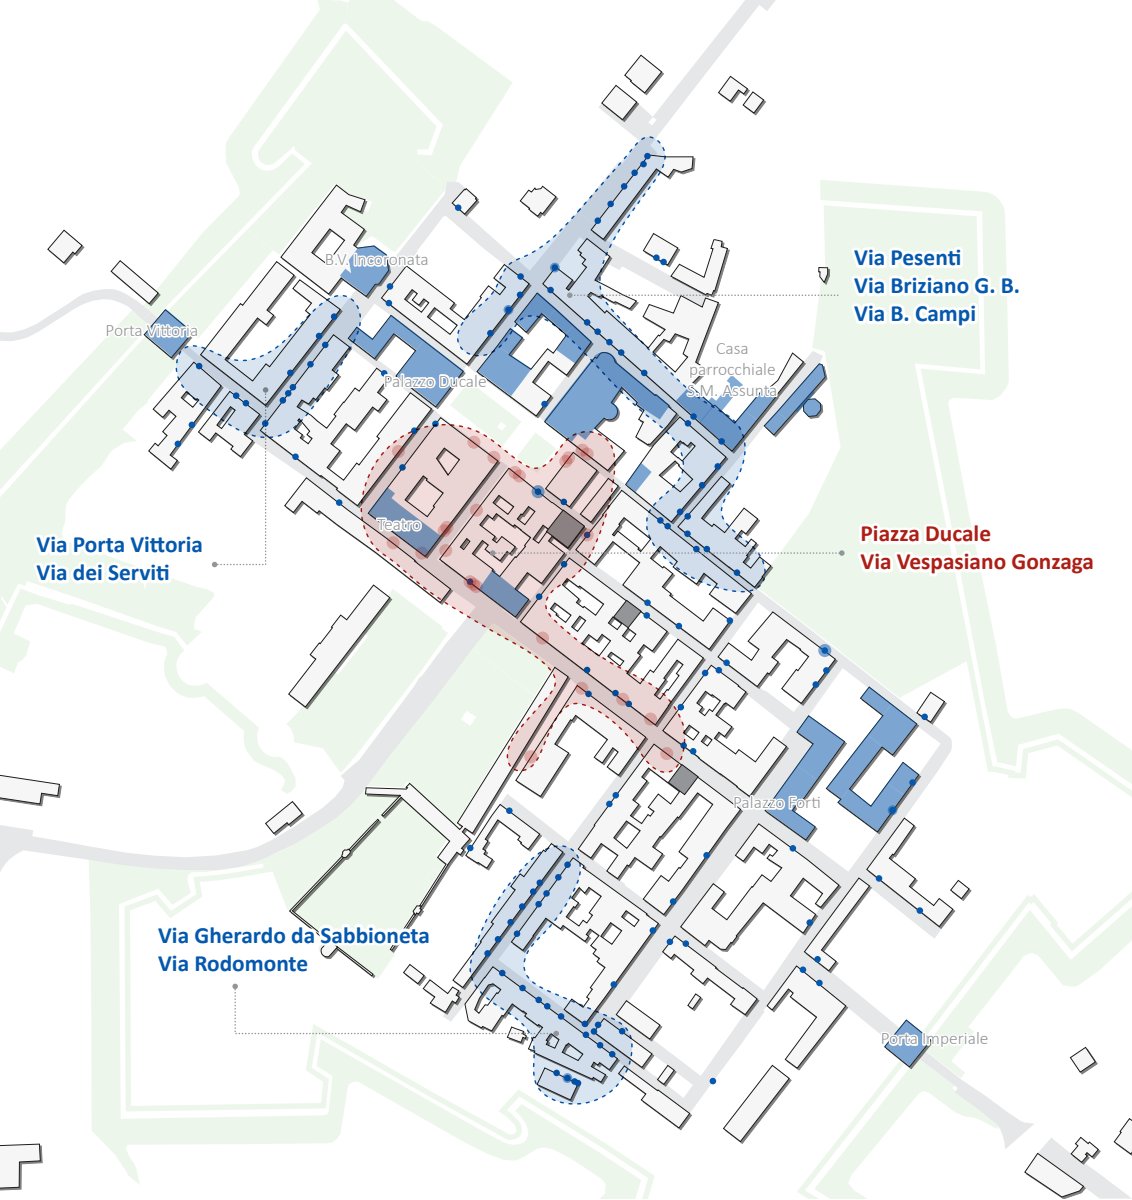 B.V. Incoronata
Via Pesenti
Via Briziano G. B.
Via B. Campi
Porta Vittoria
Casa
parrocchiale
S.M. Assunta
Palazzo Ducale
Teatro
Via Porta Vittoria
Via dei Serviti
Piazza Ducale
Via Vespasiano Gonzaga
Palazzo Forti
Via Gherardo da Sabbioneta
Via Rodomonte
Porta Imperiale